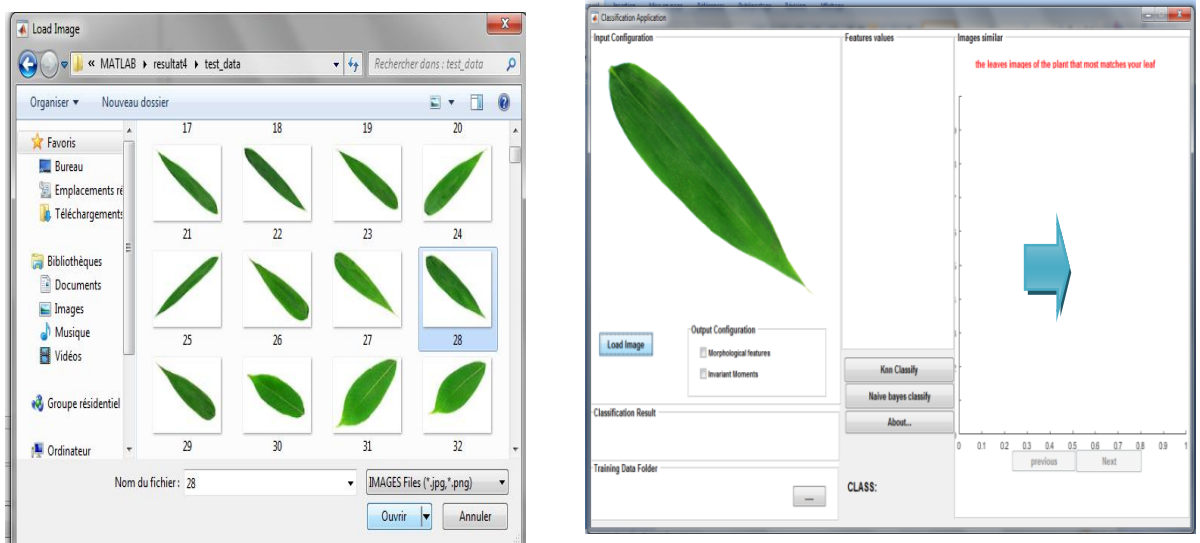 Load Image
« MATLAB ▸ resultat4 ▸ test_data
Rechercher dans : test_data
Organiser ▾ Nouveau dossier
Favoris
Bureau
Emplacements ré
Téléchargements
Bibliothèques
Documents
Images
Musique
Vidéos
Groupe résidentiel
Ordinateur
17 18 19 20
21 22 23 24
25 26 27 28
29 30 31 32
Nom du fichier : 28
IMAGES Files (*.jpg,*.png)
Ouvrir Annuler
Classification Application
Input Configuration
Load Image
Output Configuration
Morphological features
Invariant Moments
Classification Result
Training Data Folder
...
Features values
Knn Classify
Naive bayes classify
About...
CLASS:
Images similar
the leaves images of the plant that most matches your leaf
0 0.1 0.2 0.3 0.4 0.5 0.6 0.7 0.8 0.9 1
previous Next